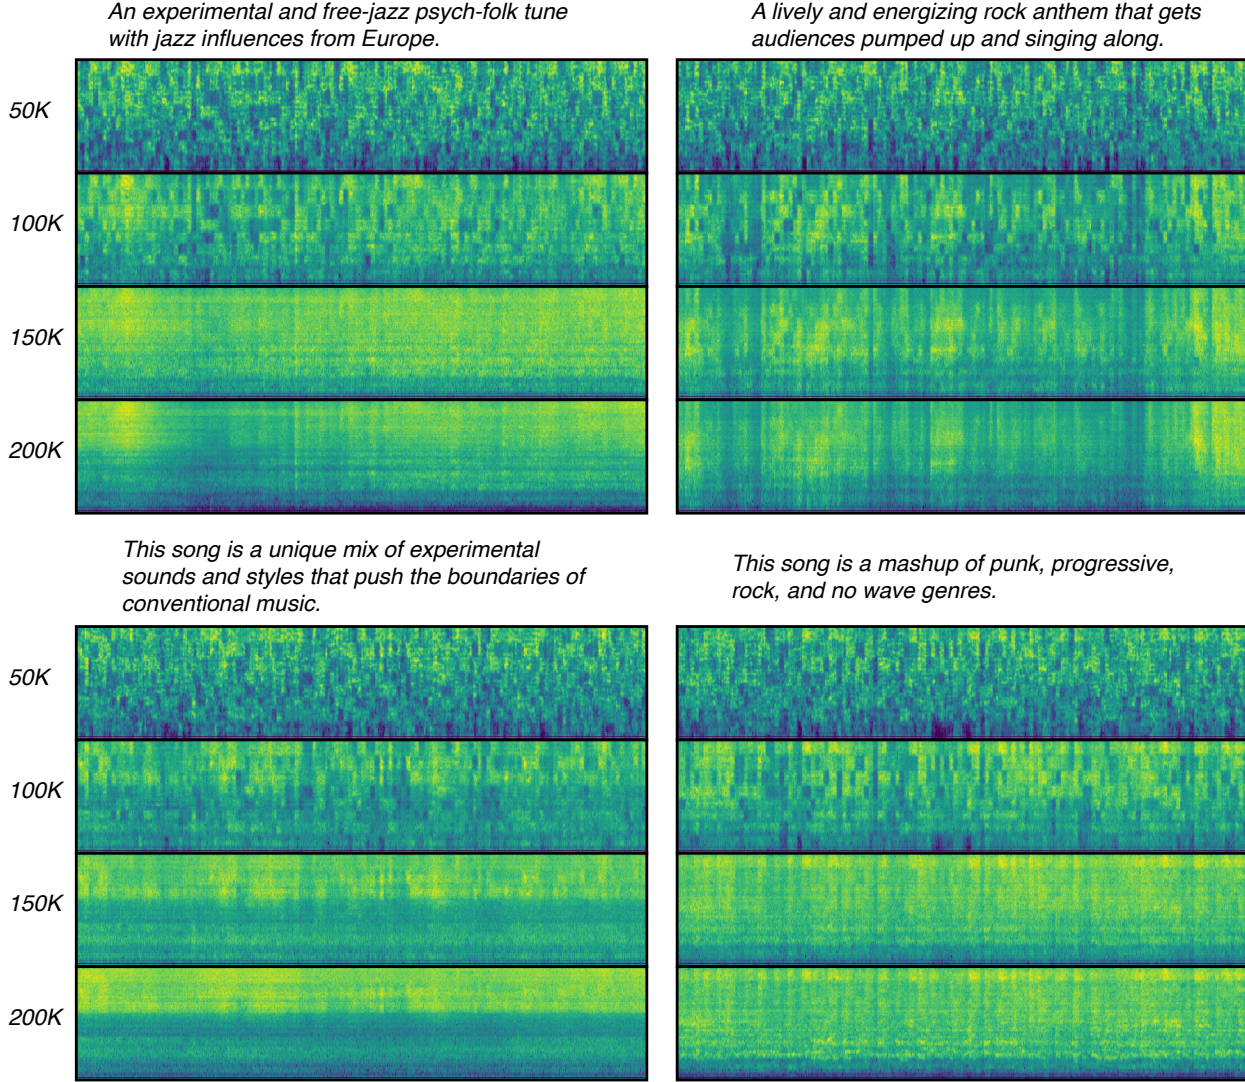 An experimental and free-jazz psych-folk tune
with jazz influences from Europe.
A lively and energizing rock anthem that gets
audiences pumped up and singing along.
50K
100K
150K
200K
This song is a unique mix of experimental
sounds and styles that push the boundaries of
conventional music.
This song is a mashup of punk, progressive,
rock, and no wave genres.
50K
100K
150K
200K